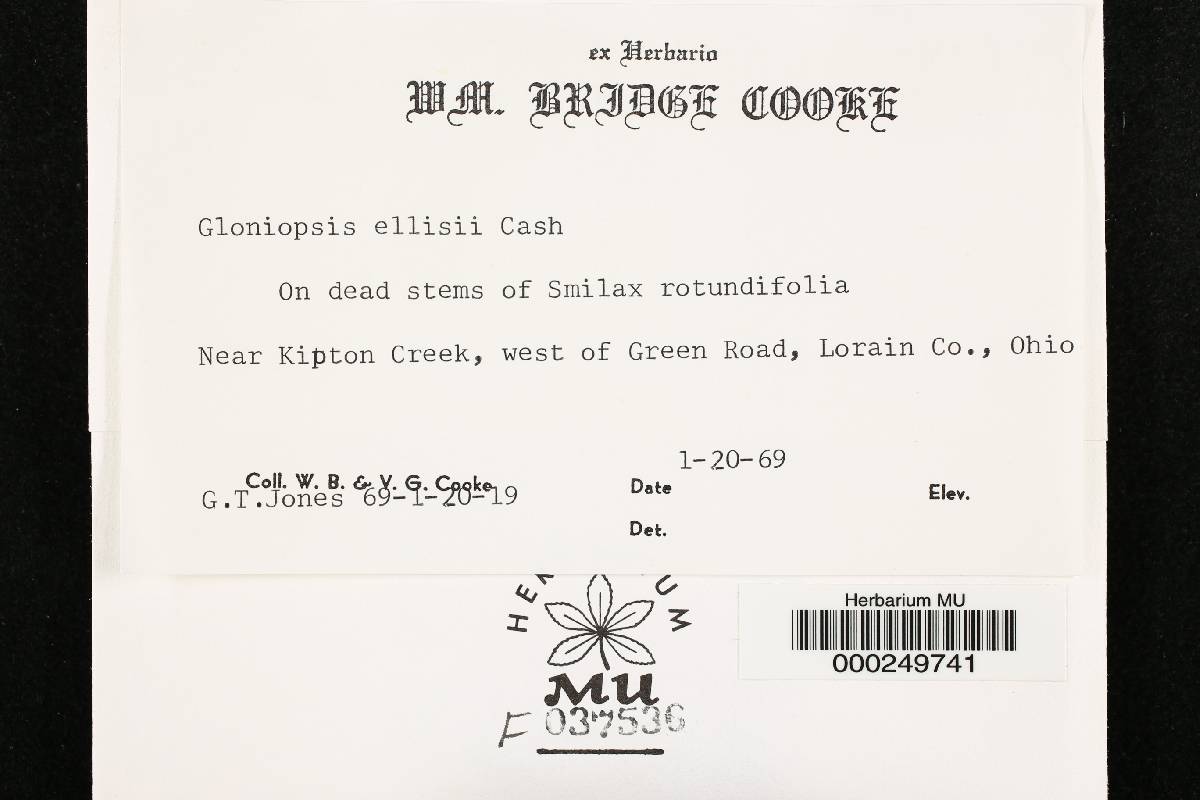 ex Herbario
WM. BRIDGE COOKE
Gloniopsis ellisii Cash
On dead stems of Smilax rotundifolia
Near Kipton Creek, west of Green Road, Lorain Co., Ohio
1-20-69
Coll. W. B. & V. G. Cooke
Date
Elev.
G.T.Jones 69-1-20-19
Det.
Herbarium MU
000249741
MU
F 037536